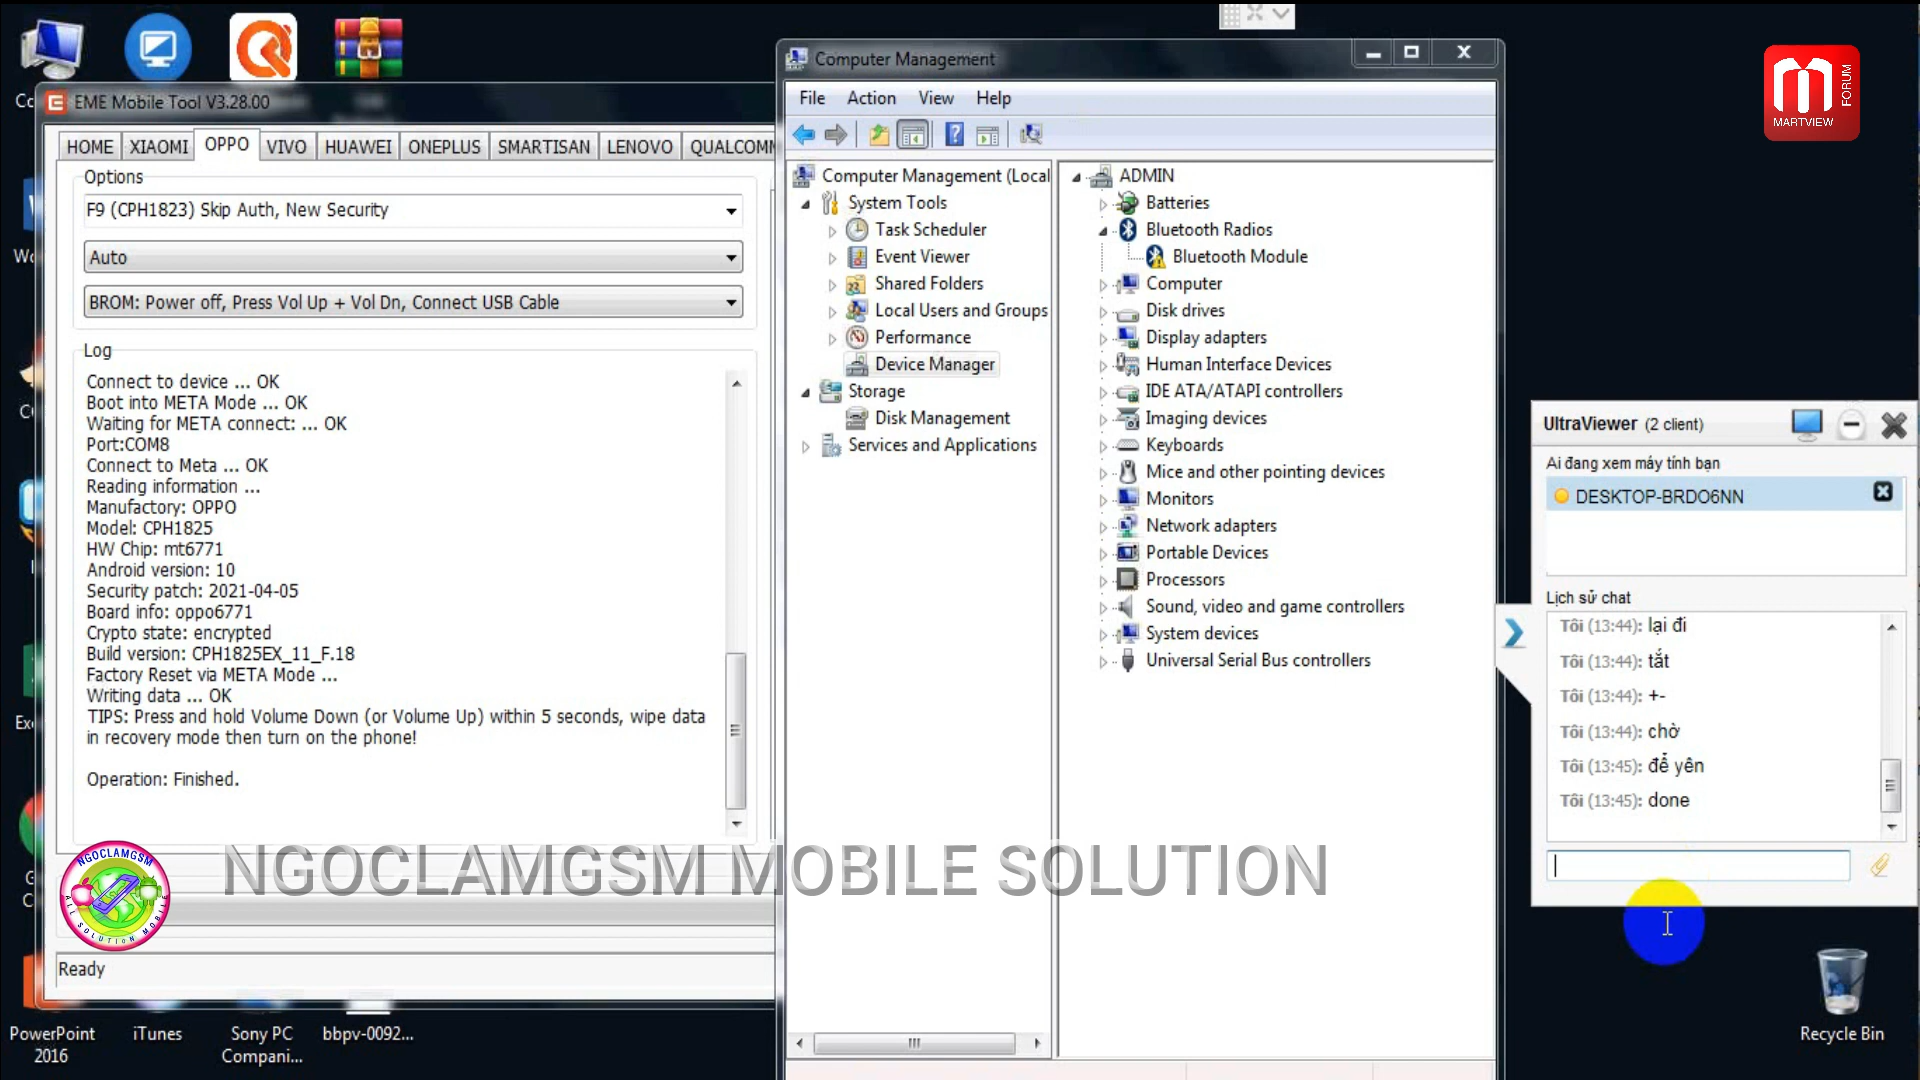 EME Mobile Tool V3.28.00
HOME
XIAOMI
OPPO
VIVO
HUAWEI
ONEPLUS
SMARTISAN
LENOVO
QUALCOMM
Options
F9 (CPH1823) Skip Auth, New Security
Auto
BROM: Power off, Press Vol Up + Vol Dn, Connect USB Cable
Log
Connect to device ... OK
Boot into META Mode ... OK
Waiting for META connect: ... OK
Port:COM8
Connect to Meta ... OK
Reading information ...
Manufactory: OPPO
Model: CPH1825
HW Chip: mt6771
Android version: 10
Security patch: 2021-04-05
Board info: oppo6771
Crypto state: encrypted
Build version: CPH1825EX_11_F.18
Factory Reset via META Mode ...
Writing data ... OK
TIPS: Press and hold Volume Down (or Volume Up) within 5 seconds, wipe data
in recovery mode then turn on the phone!
Operation: Finished.
Ready
Computer Management
File
Action
View
Help
Computer Management (Local
System Tools
Task Scheduler
Event Viewer
Shared Folders
Local Users and Groups
Performance
Device Manager
Storage
Disk Management
Services and Applications
ADMIN
Batteries
Bluetooth Radios
Bluetooth Module
Computer
Disk drives
Display adapters
Human Interface Devices
IDE ATA/ATAPI controllers
Imaging devices
Keyboards
Mice and other pointing devices
Monitors
Network adapters
Portable Devices
Processors
Sound, video and game controllers
System devices
Universal Serial Bus controllers
MARTVIEW
FORUM
UltraViewer (2 client)
Ai đang xem máy tính bạn
DESKTOP-BRDO6NN
Lịch sử chat
Tôi (13:44): lại đi
Tôi (13:44): tắt
Tôi (13:44): +-
Tôi (13:44): chờ
Tôi (13:45): để yên
Tôi (13:45): done
NGOCLAMGSM
ALL SOLUTION MOBILE
NGOCLAMGSM MOBILE SOLUTION
PowerPoint
2016
iTunes
Sony PC
Compani...
bbpv-0092...
Recycle Bin